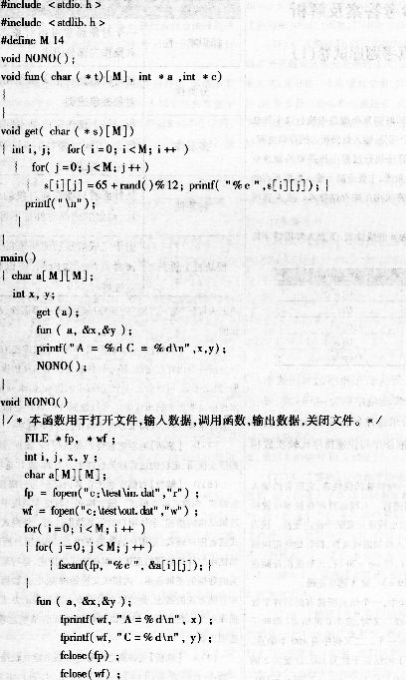 #include <stdio. h>
#include <stdlib. h>
#define M 14
void NONO();
void fun( char (*t)[M], int *a ,int *c)
{
}
void get( char (*s)[M])
{ int i, j;   for( i=0; i<M; i++ )
{ for( j=0; j<M; j++ )
{ s[i][j] =65+rand()%12; printf( "%c ",s[i][j]); }
printf("\n");
}
}
main()
{ char a[M][M];
int x, y;
get (a);
fun ( a, &x,&y );
printf("A = %d C = %d\n",x,y);
NONO();
}
void NONO()
{/* 本函数用于打开文件,输入数据,调用函数,输出数据,关闭文件。*/
FILE *fp, *wf ;
int i, j, x, y ;
char a[M][M];
fp = fopen("c:\test\in. dat","r") ;
wf = fopen("c:\test\out. dat","w") ;
for( i=0; i<M; i++ )
{ for( j=0; j<M; j++ )
{ fscanf(fp, "%c ", &a[i][j]); }
}
fun ( a, &x,&y );
fprintf(wf, "A=%d\n", x) ;
fprintf(wf, "C=%d\n", y) ;
fclose(fp) ;
fclose(wf) ;